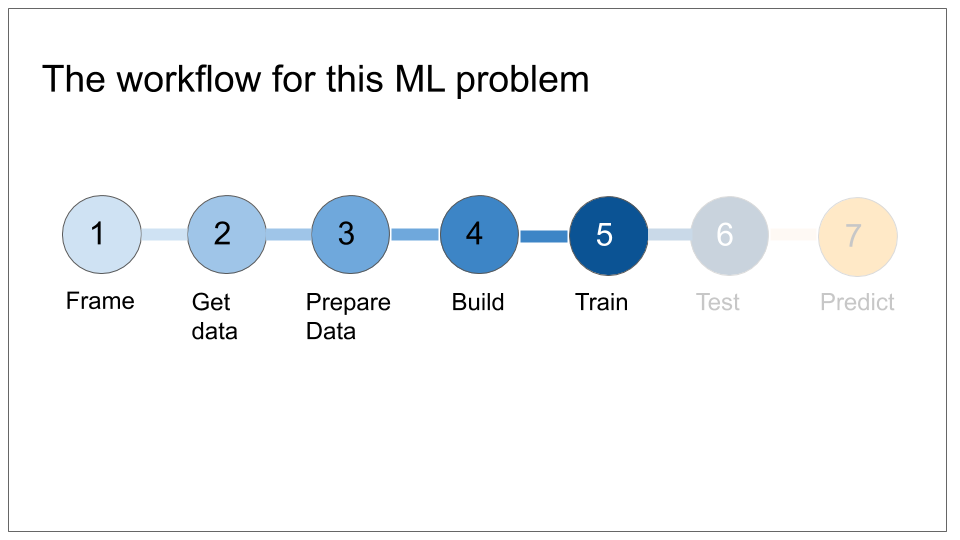 The workflow for this ML problem
1
2
3
4
5
6
7
Frame
Get
data
Prepare
Data
Build
Train
Test
Predict